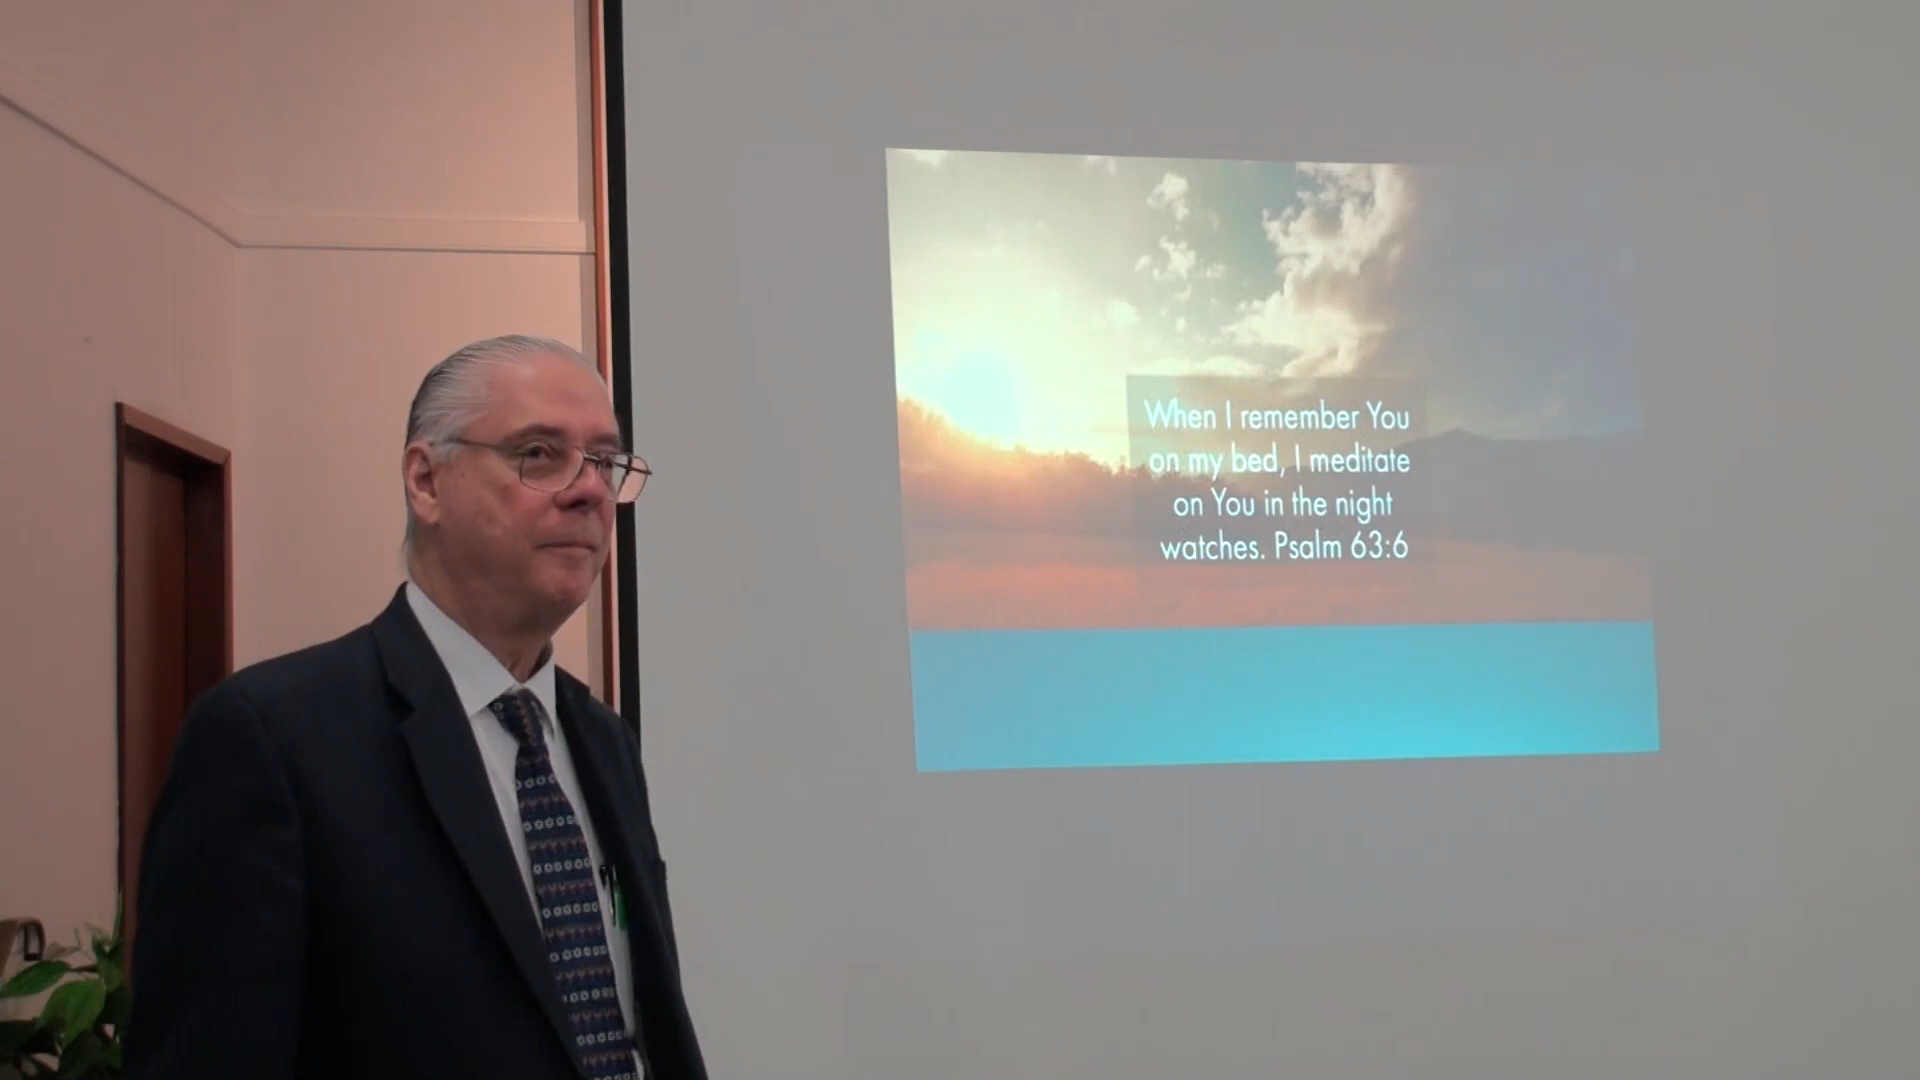 When I remember You
on my bed, I meditate
on You in the night
watches. Psalm 63:6